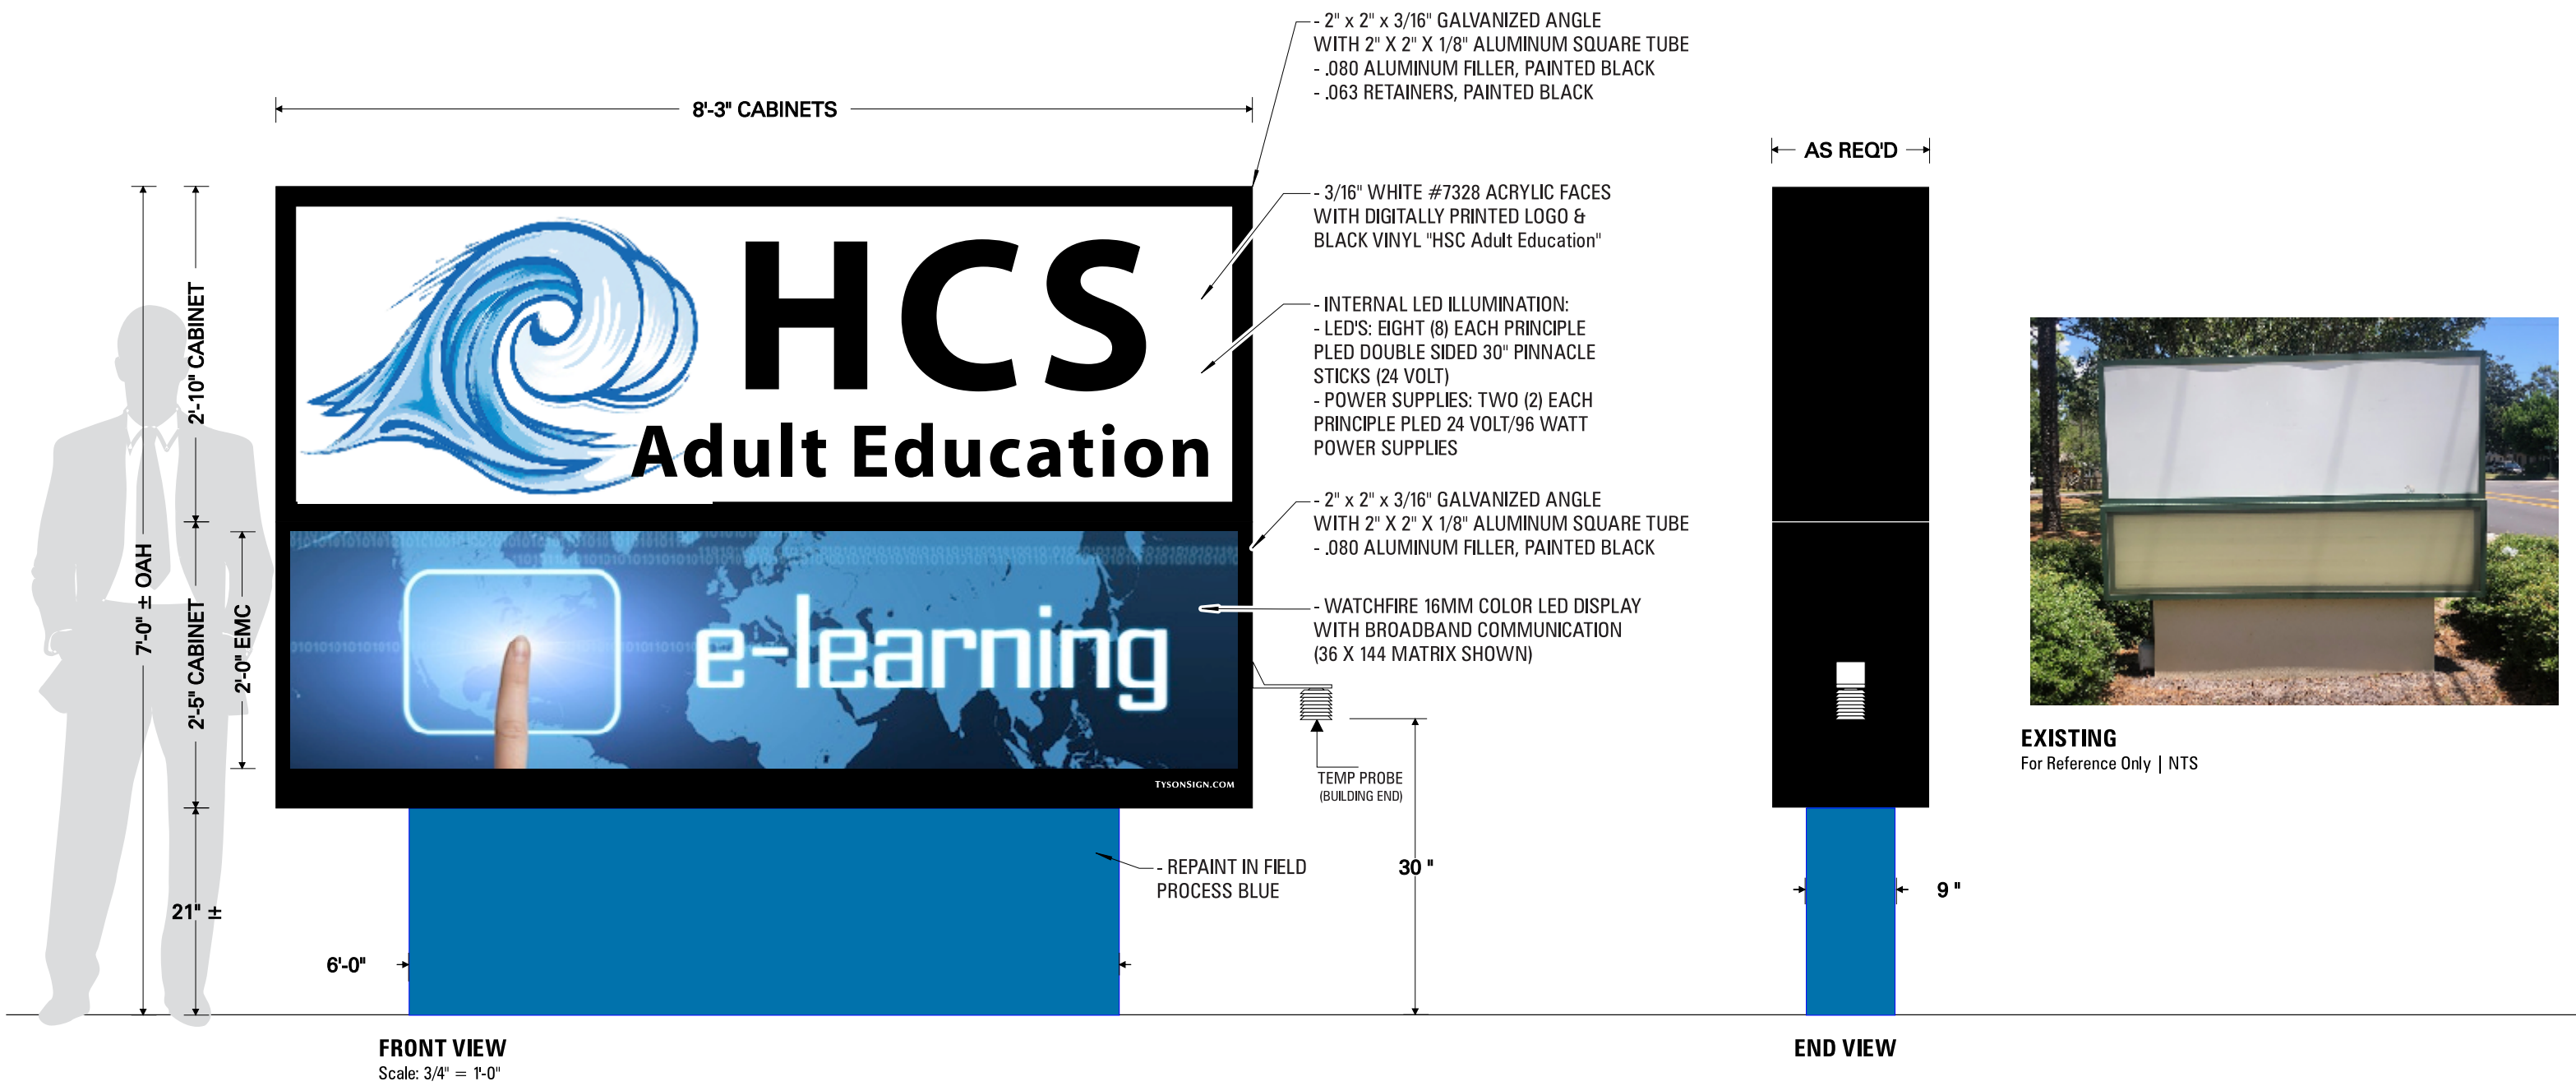 - 2" x 2" x 3/16" GALVANIZED ANGLE
WITH 2" X 2" X 1/8" ALUMINUM SQUARE TUBE
- .080 ALUMINUM FILLER, PAINTED BLACK
- .063 RETAINERS, PAINTED BLACK
8'-3" CABINETS
AS REQ'D
- 3/16" WHITE #7328 ACRYLIC FACES
WITH DIGITALLY PRINTED LOGO &
BLACK VINYL "HSC Adult Education"
- INTERNAL LED ILLUMINATION:
- LED'S: EIGHT (8) EACH PRINCIPLE
PLED DOUBLE SIDED 30" PINNACLE
STICKS (24 VOLT)
- POWER SUPPLIES: TWO (2) EACH
PRINCIPLE PLED 24 VOLT/96 WATT
POWER SUPPLIES
- 2" x 2" x 3/16" GALVANIZED ANGLE
WITH 2" X 2" X 1/8" ALUMINUM SQUARE TUBE
- .080 ALUMINUM FILLER, PAINTED BLACK
- WATCHFIRE 16MM COLOR LED DISPLAY
WITH BROADBAND COMMUNICATION
(36 X 144 MATRIX SHOWN)
HCS
Adult Education
e-learning
TYSONSIGN.COM
7'-0" ± OAH
2'-10" CABINET
2'-5" CABINET
2'-0" EMC
21" ±
6'-0"
TEMP PROBE
(BUILDING END)
30 "
- REPAINT IN FIELD
PROCESS BLUE
9 "
EXISTING
For Reference Only | NTS
FRONT VIEW
Scale: 3/4" = 1'-0"
END VIEW